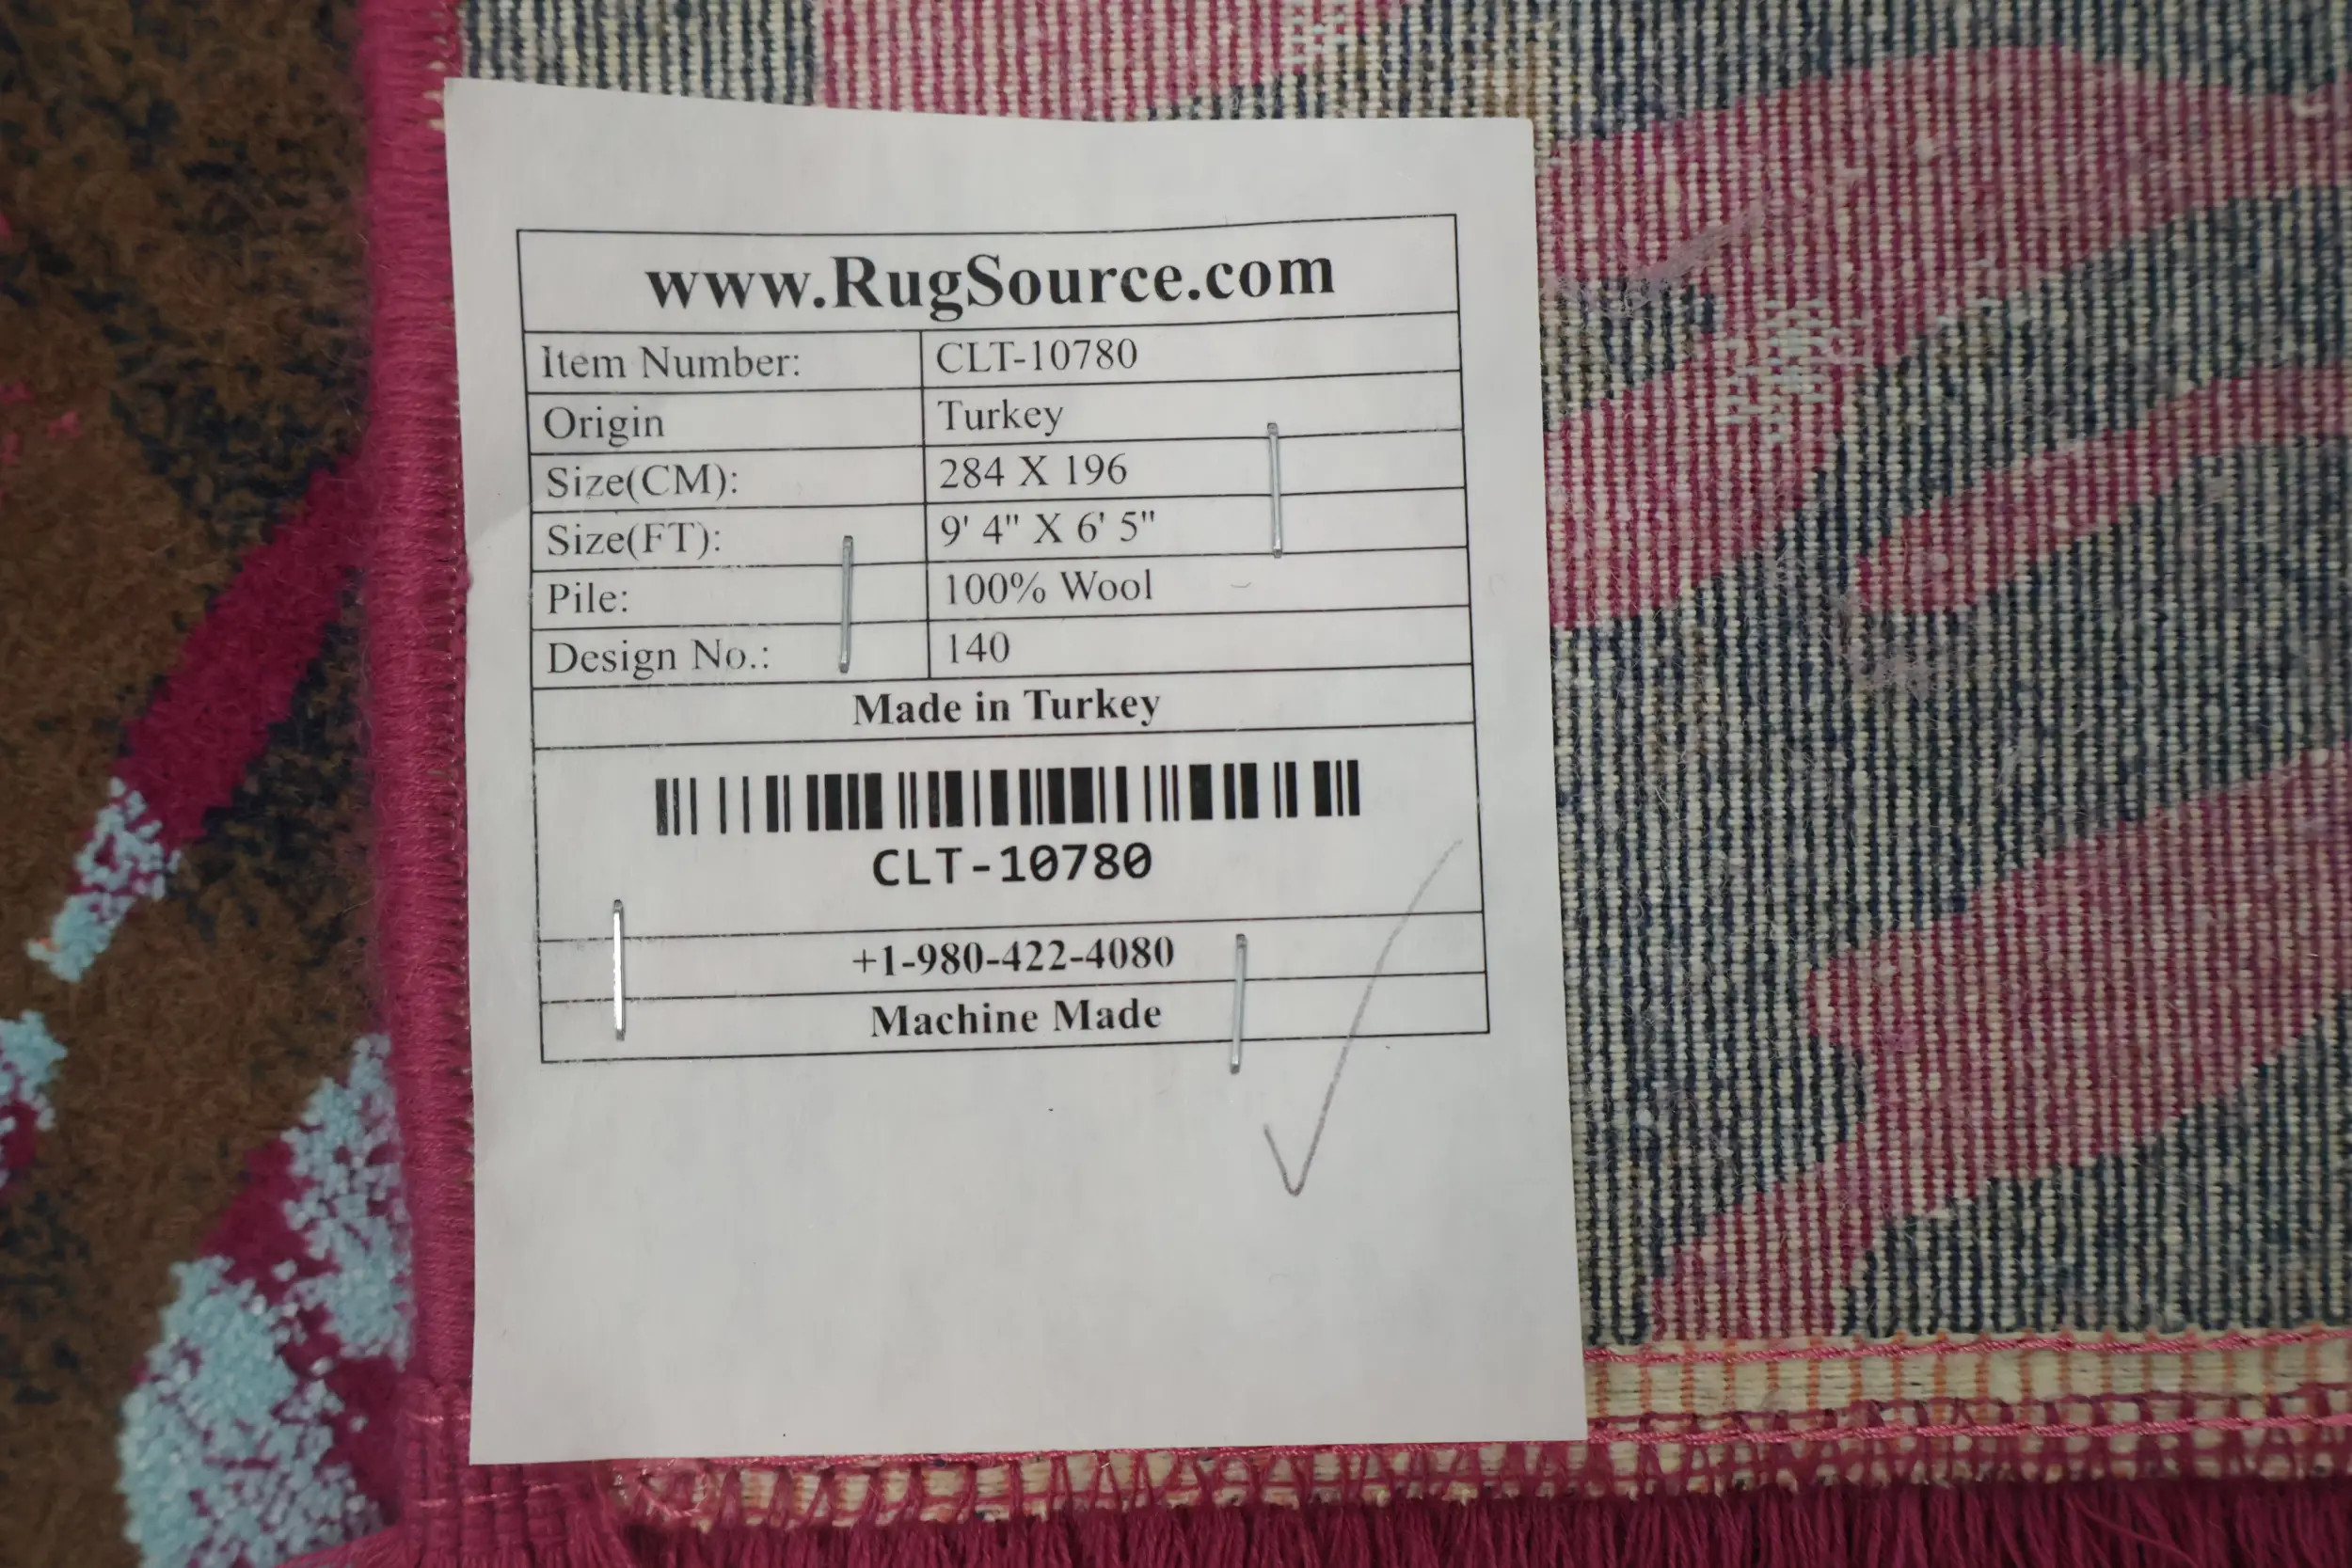 www.RugSource.com
Item Number: CLT-10780
Origin Turkey
Size(CM): 284 X 196
Size(FT): 9' 4" X 6' 5"
Pile: 100% Wool
Design No.: 140
Made in Turkey
CLT-10780
+1-980-422-4080
Machine Made